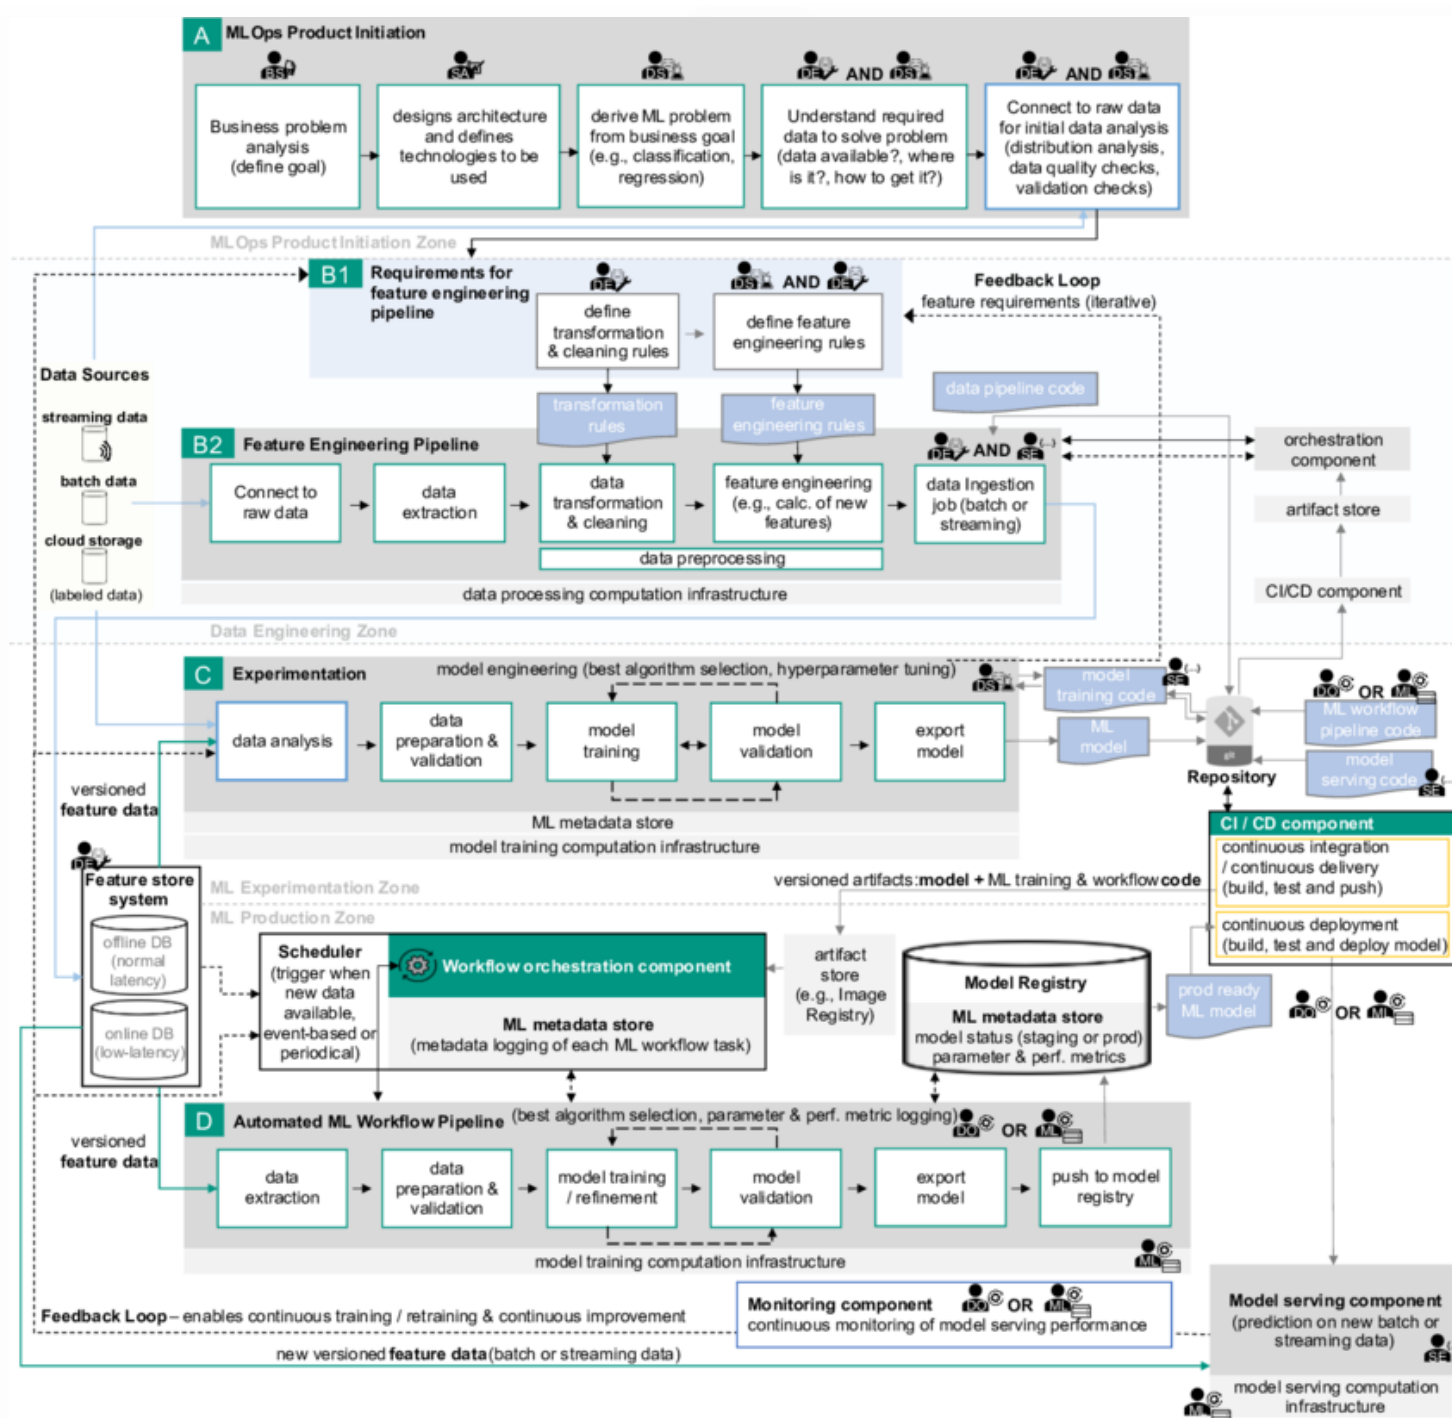 A MLOps Product Initiation
BS
SA
DS
DE AND DS
DE AND DS
Business problem
analysis
(define goal)
designs architecture
and defines
technologies to be
used
derive ML problem
from business goal
(e.g., classification,
regression)
Understand required
data to solve problem
(data available?, where
is it?, how to get it?)
Connect to raw data
for initial data analysis
(distribution analysis,
data quality checks,
validation checks)
MLOps Product Initiation Zone
B1 Requirements for
feature engineering
pipeline
DE
DS AND DE
define
transformation
& cleaning rules
define feature
engineering rules
Feedback Loop
feature requirements (iterative)
Data Sources
streaming data
batch data
cloud storage
(labeled data)
transformation
rules
feature
engineering rules
data pipeline code
B2 Feature Engineering Pipeline
DE AND SE
{...}
Connect to
raw data
data
extraction
data
transformation
& cleaning
feature engineering
(e.g., calc. of new
features)
data Ingestion
job (batch or
streaming)
data preprocessing
data processing computation infrastructure
orchestration
component
artifact store
CI/CD component
Data Engineering Zone
C Experimentation
model engineering (best algorithm selection, hyperparameter tuning)
DS
data analysis
data
preparation &
validation
model
training
model
validation
export
model
ML metadata store
model training computation infrastructure
model
training code
SE
{...}
ML
model
git
Repository
DO OR ML
ML workflow
pipeline code
model
serving code
SE
versioned
feature data
CI / CD component
continuous integration
/ continuous delivery
(build, test and push)
continuous deployment
(build, test and deploy model)
DE
Feature store
system
offline DB
(normal
latency)
online DB
(low-latency)
ML Experimentation Zone
ML Production Zone
versioned artifacts: model + ML training & workflow code
Scheduler
(trigger when
new data
available,
event-based or
periodical)
Workflow orchestration component
ML metadata store
(metadata logging of each ML workflow task)
artifact
store
(e.g., Image
Registry)
Model Registry
ML metadata store
model status (staging or prod)
parameter & perf. metrics
prod ready
ML model
DO OR ML
versioned
feature data
D Automated ML Workflow Pipeline
(best algorithm selection, parameter & perf. metric logging)
DO OR ML
data
extraction
data
preparation &
validation
model training
/ refinement
model
validation
export
model
push to model
registry
model training computation infrastructure
ML
Feedback Loop – enables continuous training / retraining & continuous improvement
Monitoring component DO OR ML
continuous monitoring of model serving performance
new versioned feature data (batch or streaming data)
Model serving component
(prediction on new batch or
streaming data)
SE
model serving computation
infrastructure
ML